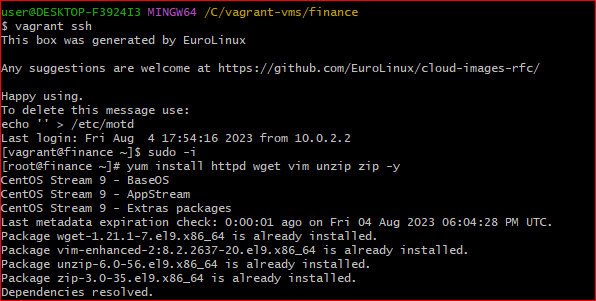 user@DESKTOP-F3924I3 MINGW64 /C/vagrant-vms/finance
$ vagrant ssh
This box was generated by EuroLinux
Any suggestions are welcome at https://github.com/EuroLinux/cloud-images-rfc/
Happy using.
To delete this message use:
echo '' > /etc/motd
Last login: Fri Aug  4 17:54:16 2023 from 10.0.2.2
[vagrant@finance ~]$ sudo -i
[root@finance ~]# yum install httpd wget vim unzip zip -y
CentOS Stream 9 - BaseOS
CentOS Stream 9 - AppStream
CentOS Stream 9 - Extras packages
Last metadata expiration check: 0:00:01 ago on Fri 04 Aug 2023 06:04:28 PM UTC.
Package wget-1.21.1-7.el9.x86_64 is already installed.
Package vim-enhanced-2:8.2.2637-20.el9.x86_64 is already installed.
Package unzip-6.0-56.el9.x86_64 is already installed.
Package zip-3.0-35.el9.x86_64 is already installed.
Dependencies resolved.